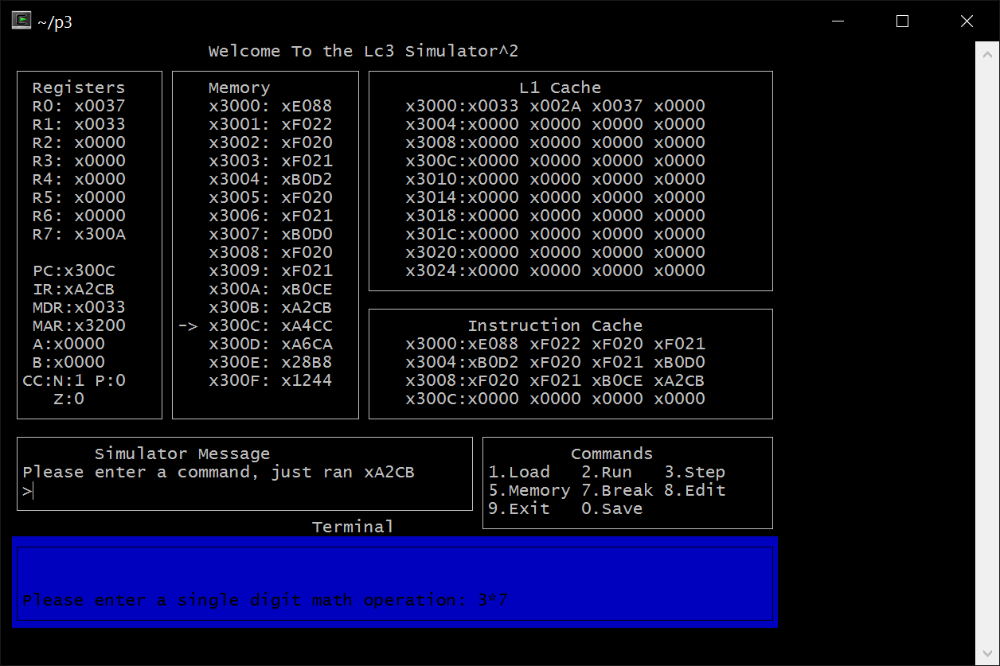 ~/p3
Welcome To the Lc3 Simulator^2
Registers
R0: x0037
R1: x0033
R2: x0000
R3: x0000
R4: x0000
R5: x0000
R6: x0000
R7: x300A
PC:x300C
IR:xA2CB
MDR:x0033
MAR:x3200
A:x0000
B:x0000
CC:N:1 P:0
Z:0
Memory
x3000: xE088
x3001: xF022
x3002: xF020
x3003: xF021
x3004: xB0D2
x3005: xF020
x3006: xF021
x3007: xB0D0
x3008: xF020
x3009: xF021
x300A: xB0CE
x300B: xA2CB
-> x300C: xA4CC
x300D: xA6CA
x300E: x28B8
x300F: x1244
L1 Cache
x3000:x0033 x002A x0037 x0000
x3004:x0000 x0000 x0000 x0000
x3008:x0000 x0000 x0000 x0000
x300C:x0000 x0000 x0000 x0000
x3010:x0000 x0000 x0000 x0000
x3014:x0000 x0000 x0000 x0000
x3018:x0000 x0000 x0000 x0000
x301C:x0000 x0000 x0000 x0000
x3020:x0000 x0000 x0000 x0000
x3024:x0000 x0000 x0000 x0000
Instruction Cache
x3000:xE088 xF022 xF020 xF021
x3004:xB0D2 xF020 xF021 xB0D0
x3008:xF020 xF021 xB0CE xA2CB
x300C:x0000 x0000 x0000 x0000
Simulator Message
Please enter a command, just ran xA2CB
>
Commands
1.Load 2.Run 3.Step
5.Memory 7.Break 8.Edit
9.Exit 0.Save
Terminal
Please enter a single digit math operation: 3*7